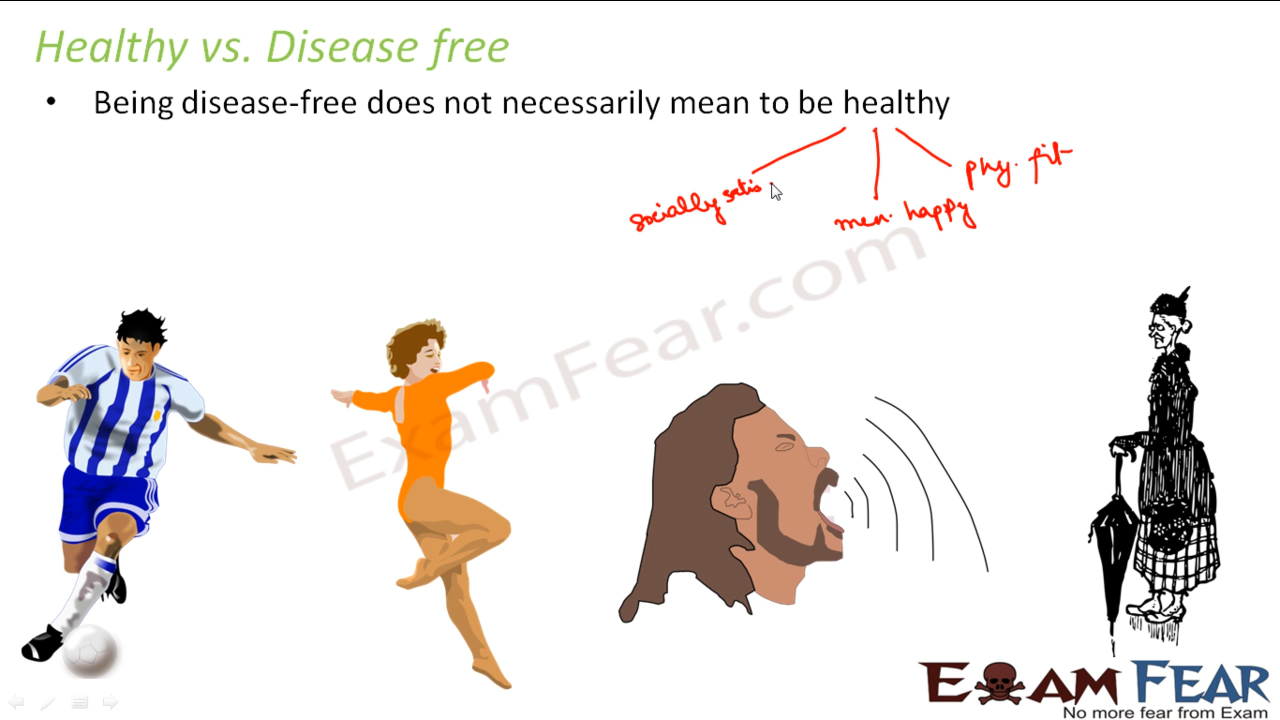 Healthy vs. Disease free
• Being disease-free does not necessarily mean to be healthy
phy. fit
socially satis
men. happy
ExamFear.com
EXAM FEAR
No more fear from Exam